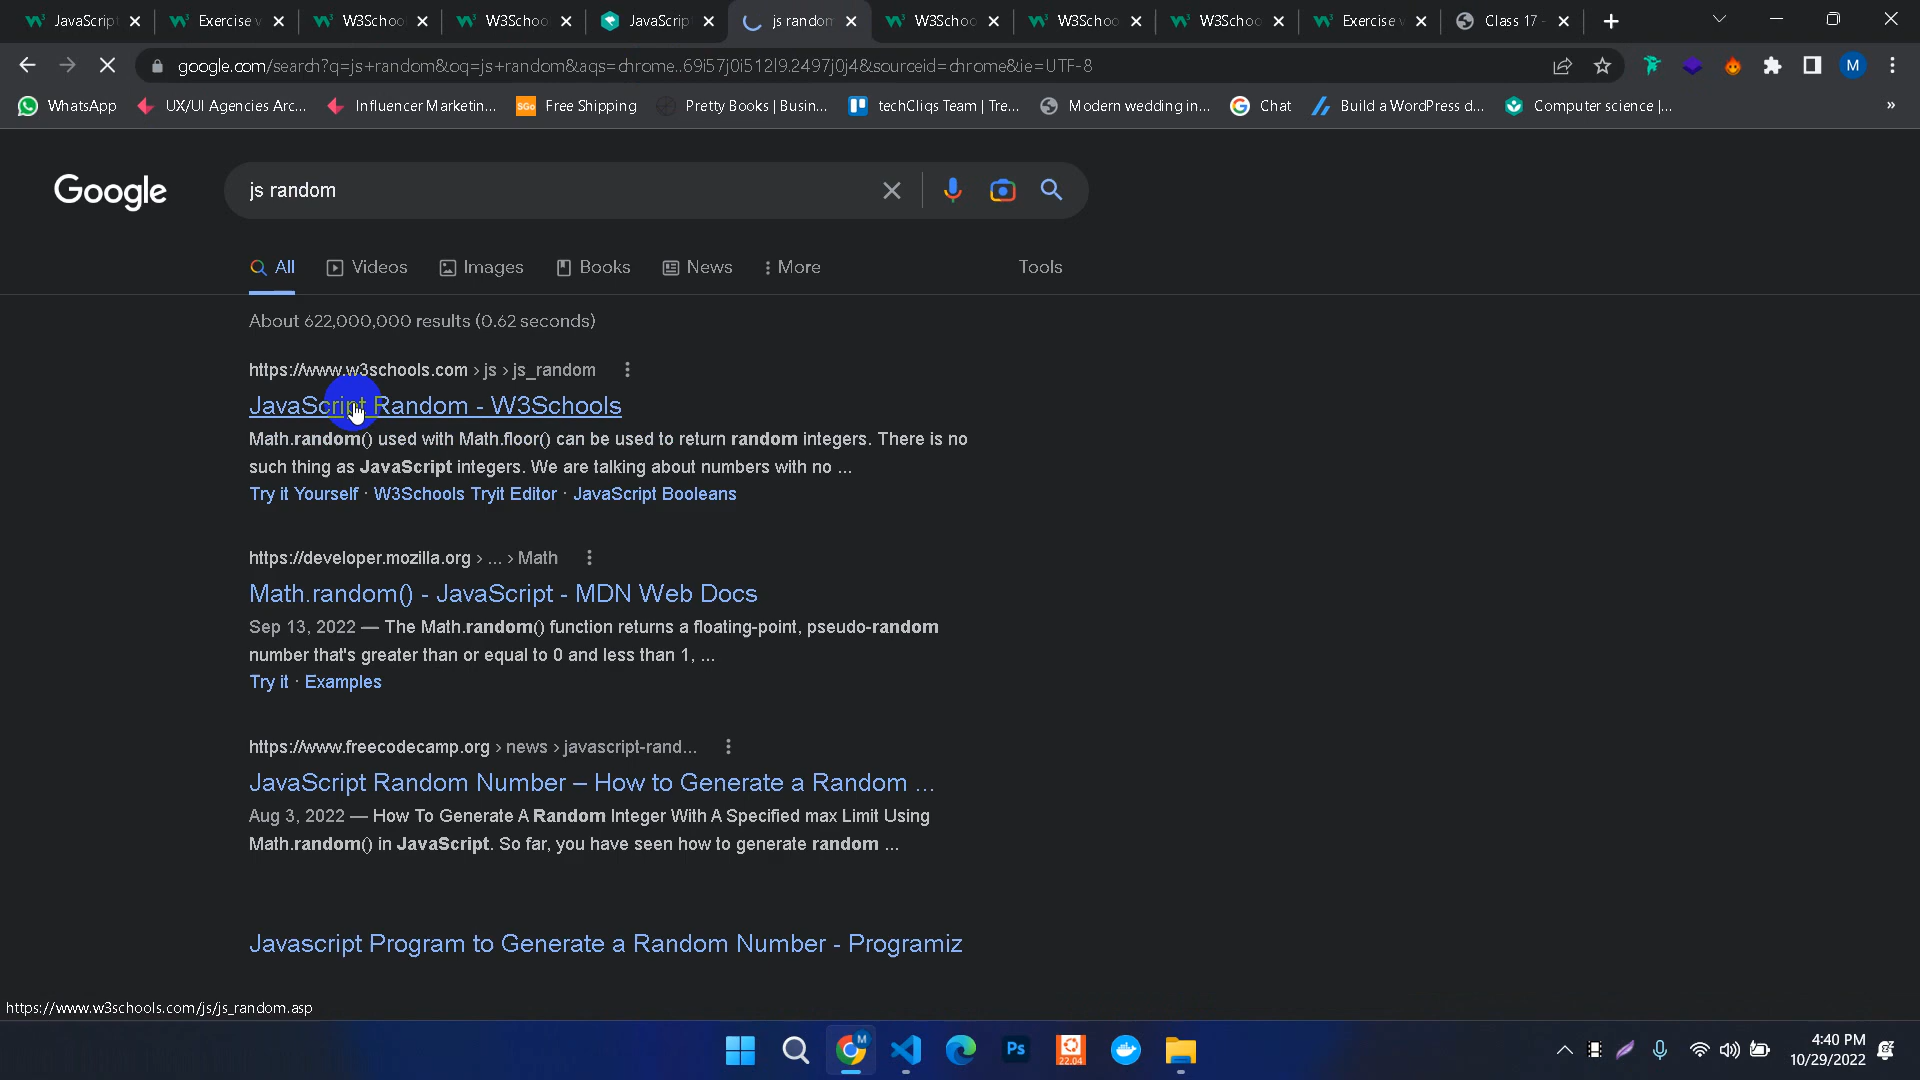 JavaScript
Exercise v
W3Schoo
W3Schoo
JavaScrip
js random
W3Schoo
W3Schoo
W3Schoo
Exercise v
Class 17 -
google.com/search?q=js+random&oq=js+random&aqs=chrome..69i57j0i512l9.2497j0j4&sourceid=chrome&ie=UTF-8
M
WhatsApp
UX/UI Agencies Arc...
Influencer Marketin...
SGo
Free Shipping
Pretty Books | Busin...
techCliqs Team | Tre...
Modern wedding in...
Chat
Build a WordPress d...
Computer science |...
»
Google
js random
All
Videos
Images
Books
News
More
Tools
About 622,000,000 results (0.62 seconds)
https://www.w3schools.com › js › js_random
JavaScript Random - W3Schools
Math.random() used with Math.floor() can be used to return random integers. There is no
such thing as JavaScript integers. We are talking about numbers with no ...
Try it Yourself · W3Schools Tryit Editor · JavaScript Booleans
https://developer.mozilla.org › ... › Math
Math.random() - JavaScript - MDN Web Docs
Sep 13, 2022 — The Math.random() function returns a floating-point, pseudo-random
number that's greater than or equal to 0 and less than 1, ...
Try it · Examples
https://www.freecodecamp.org › news › javascript-rand...
JavaScript Random Number – How to Generate a Random ...
Aug 3, 2022 — How To Generate A Random Integer With A Specified max Limit Using
Math.random() in JavaScript. So far, you have seen how to generate random ...
Javascript Program to Generate a Random Number - Programiz
https://www.w3schools.com/js/js_random.asp
M
Ps
22.04
4:40 PM
10/29/2022